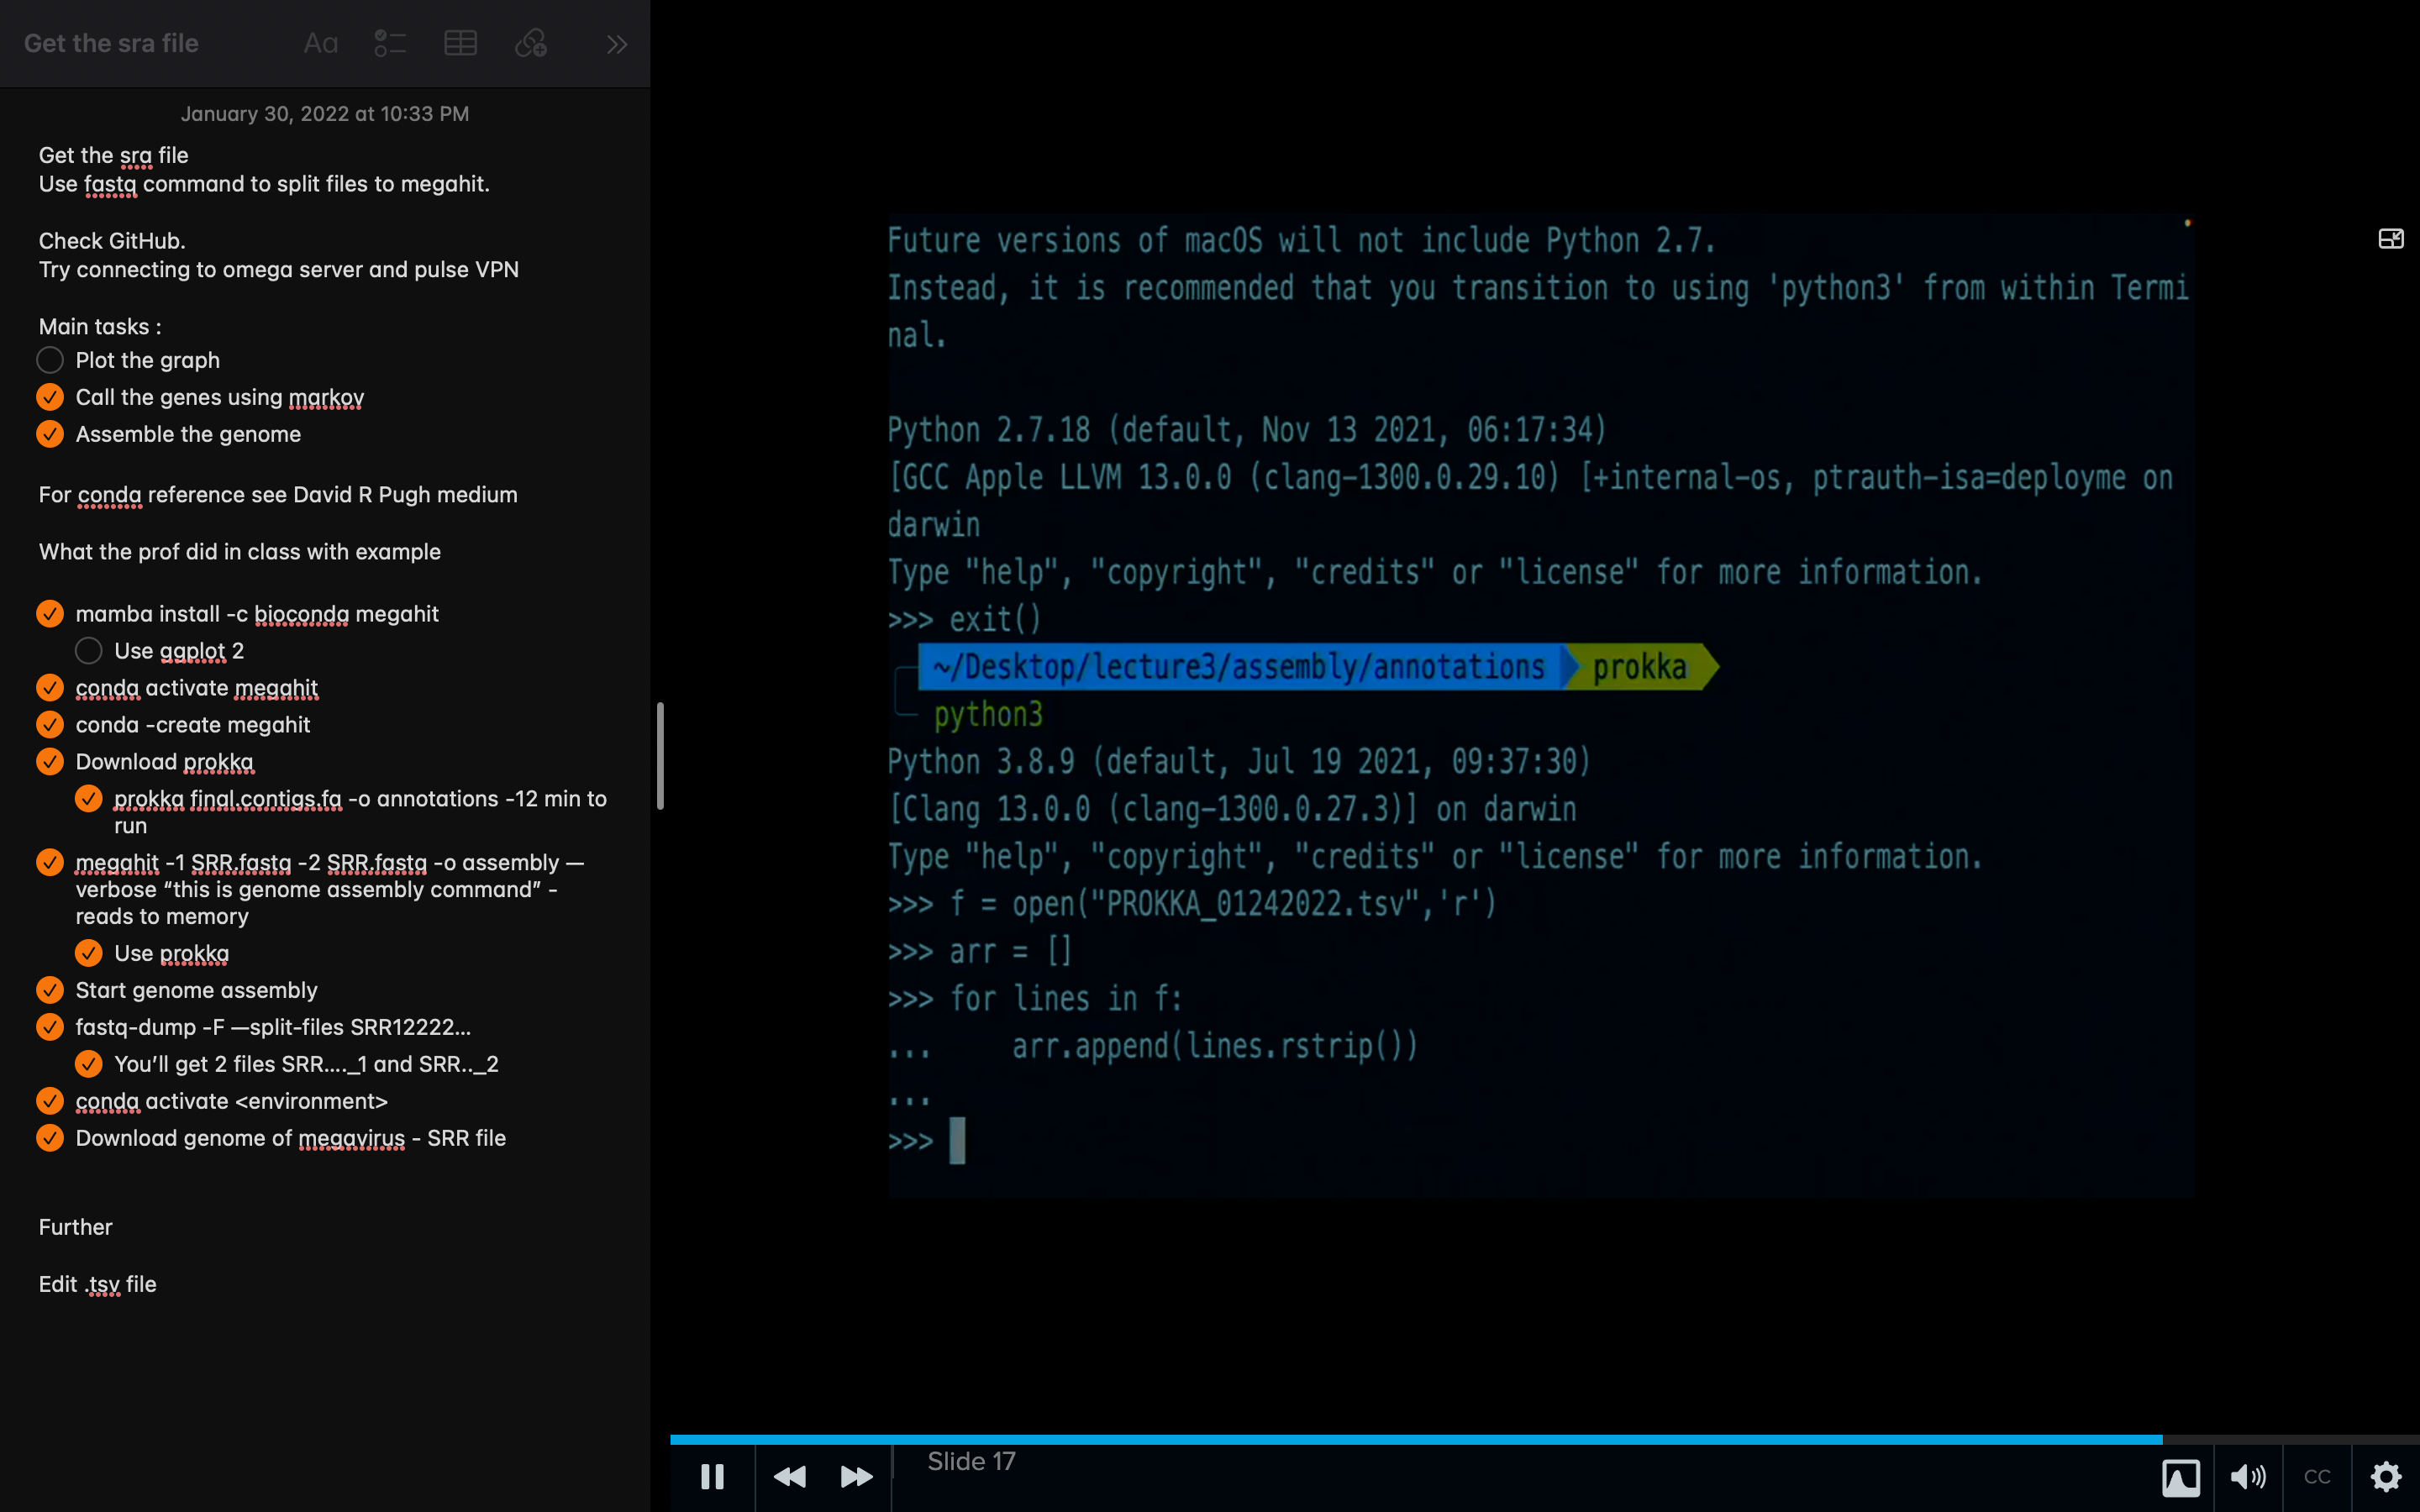 Get the sra file
Aa
January 30, 2022 at 10:33 PM
Get the sra file
Use fastq command to split files to megahit.
Check GitHub.
Try connecting to omega server and pulse VPN
Main tasks :
Plot the graph
Call the genes using markov
Assemble the genome
For conda reference see David R Pugh medium
What the prof did in class with example
mamba install -c bioconda megahit
Use ggplot 2
conda activate megahit
conda -create megahit
Download prokka
prokka final.contigs.fa -o annotations -12 min to
run
megahit -1 SRR.fastq -2 SRR.fastq -o assembly —
verbose “this is genome assembly command” -
reads to memory
Use prokka
Start genome assembly
fastq-dump -F —split-files SRR12222...
You’ll get 2 files SRR...._1 and SRR.._2
conda activate <environment>
Download genome of megavirus - SRR file
Further
Edit .tsv file
Future versions of macOS will not include Python 2.7.
Instead, it is recommended that you transition to using 'python3' from within Termi
nal.
Python 2.7.18 (default, Nov 13 2021, 06:17:34)
[GCC Apple LLVM 13.0.0 (clang-1300.0.29.10) [+internal-os, ptrauth-isa=deployme on
darwin
Type "help", "copyright", "credits" or "license" for more information.
>>> exit()
~/Desktop/lecture3/assembly/annotations prokka
python3
Python 3.8.9 (default, Jul 19 2021, 09:37:30)
[Clang 13.0.0 (clang-1300.0.27.3)] on darwin
Type "help", "copyright", "credits" or "license" for more information.
>>> f = open("PROKKA_01242022.tsv",'r')
>>> arr = []
>>> for lines in f:
...     arr.append(lines.rstrip())
...
>>>
Slide 17
CC